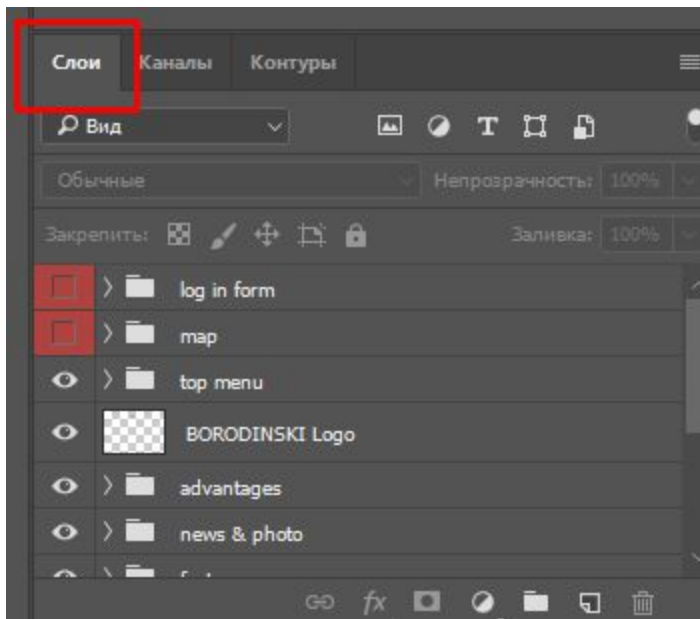 Слои Каналы Контуры
Вид
Обычные Непрозрачность: 100%
Закрепить: Заливка: 100%
log in form
map
top menu
BORODINSKI Logo
advantages
news & photo
fx